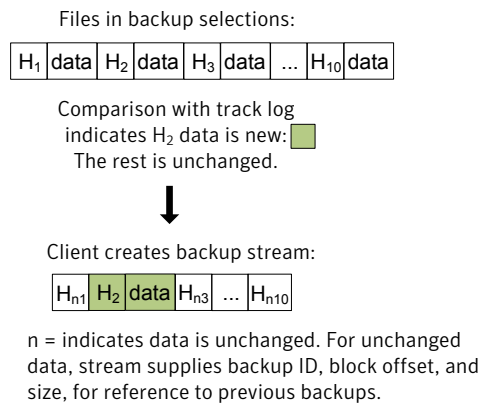 Files in backup selections:
H₁ data H₂ data H₃ data ... H₁₀ data
Comparison with track log
indicates H₂ data is new:
The rest is unchanged.
Client creates backup stream:
Hₙ₁ H₂ data Hₙ₃ ... Hₙ₁₀
n = indicates data is unchanged. For unchanged
data, stream supplies backup ID, block offset, and
size, for reference to previous backups.